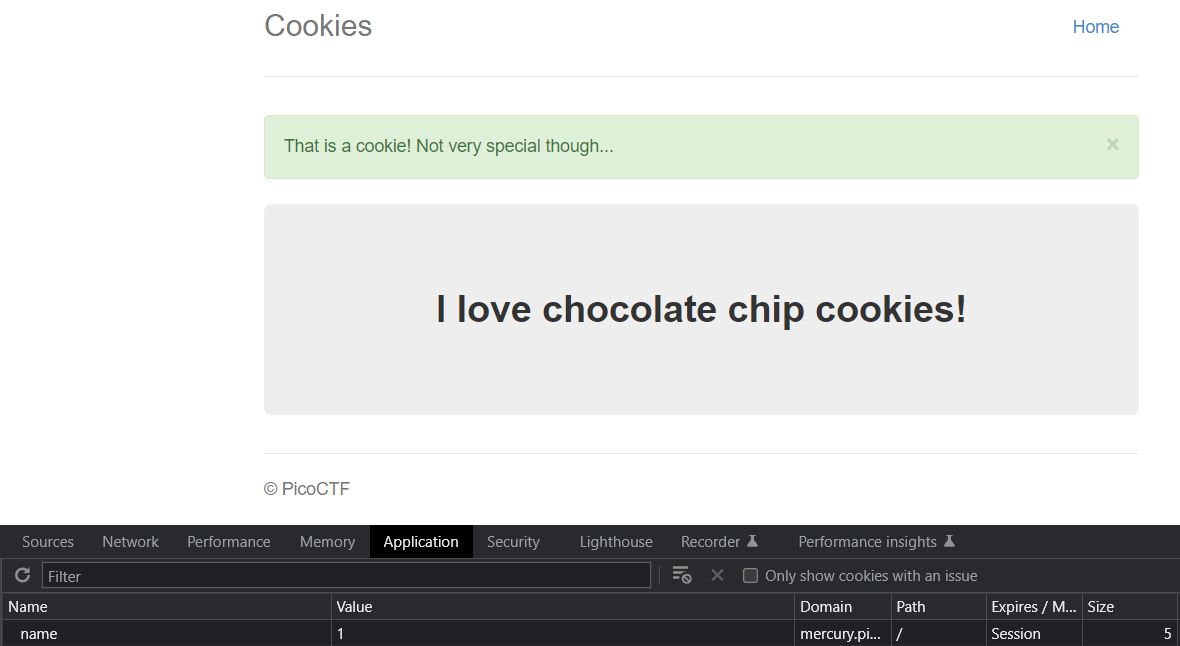 Cookies Home
That is a cookie! Not very special though... ×
I love chocolate chip cookies!
© PicoCTF
Sources Network Performance Memory Application Security Lighthouse Recorder Performance insights
Filter Only show cookies with an issue
Name Value Domain Path Expires / M... Size
name 1 mercury.pi... / Session 5